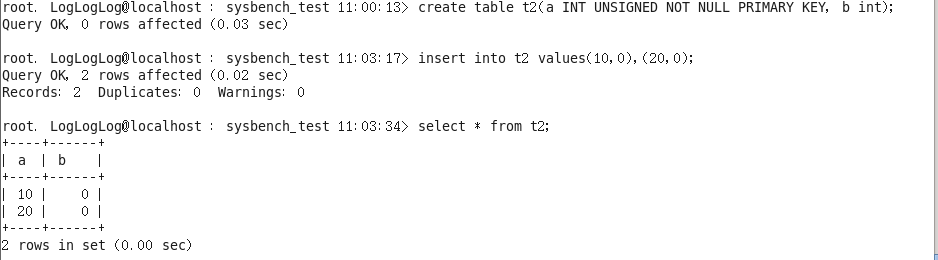 root. LogLogLog@localhost : sysbench_test 11:00:13> create table t2(a INT UNSIGNED NOT NULL PRIMARY KEY, b int);
Query OK, 0 rows affected (0.03 sec)
root. LogLogLog@localhost : sysbench_test 11:03:17> insert into t2 values(10,0),(20,0);
Query OK, 2 rows affected (0.02 sec)
Records: 2  Duplicates: 0  Warnings: 0
root. LogLogLog@localhost : sysbench_test 11:03:34> select * from t2;
+----+------+
| a  | b    |
+----+------+
| 10 |    0 |
| 20 |    0 |
+----+------+
2 rows in set (0.00 sec)